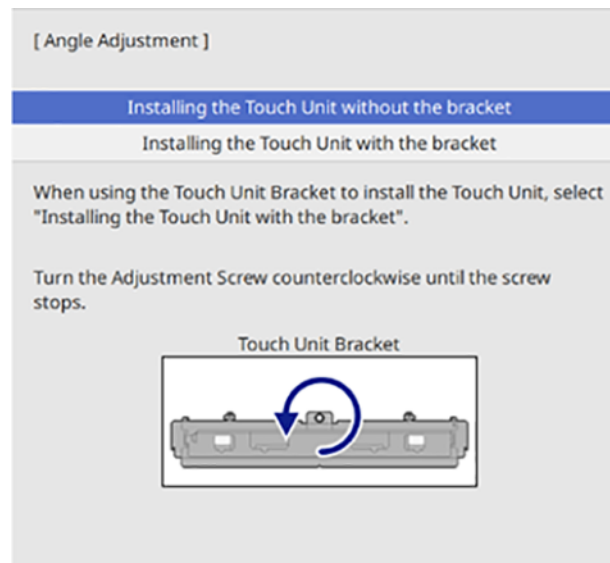 [ Angle Adjustment ]
Installing the Touch Unit without the bracket
Installing the Touch Unit with the bracket
When using the Touch Unit Bracket to install the Touch Unit, select
"Installing the Touch Unit with the bracket".
Turn the Adjustment Screw counterclockwise until the screw
stops.
Touch Unit Bracket